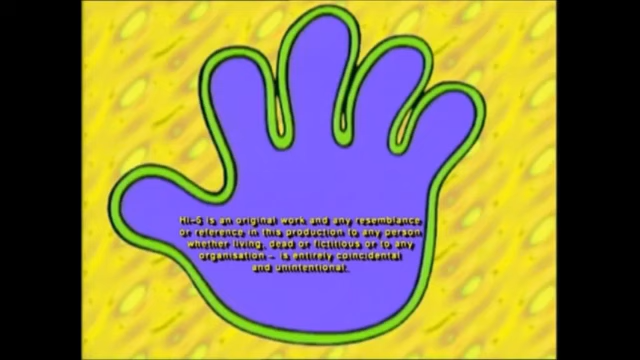 Hi-5 is an original work and any resemblance
or reference in this production to any person
whether living, dead or fictitious or to any
organisation - is entirely coincidental
and unintentional.